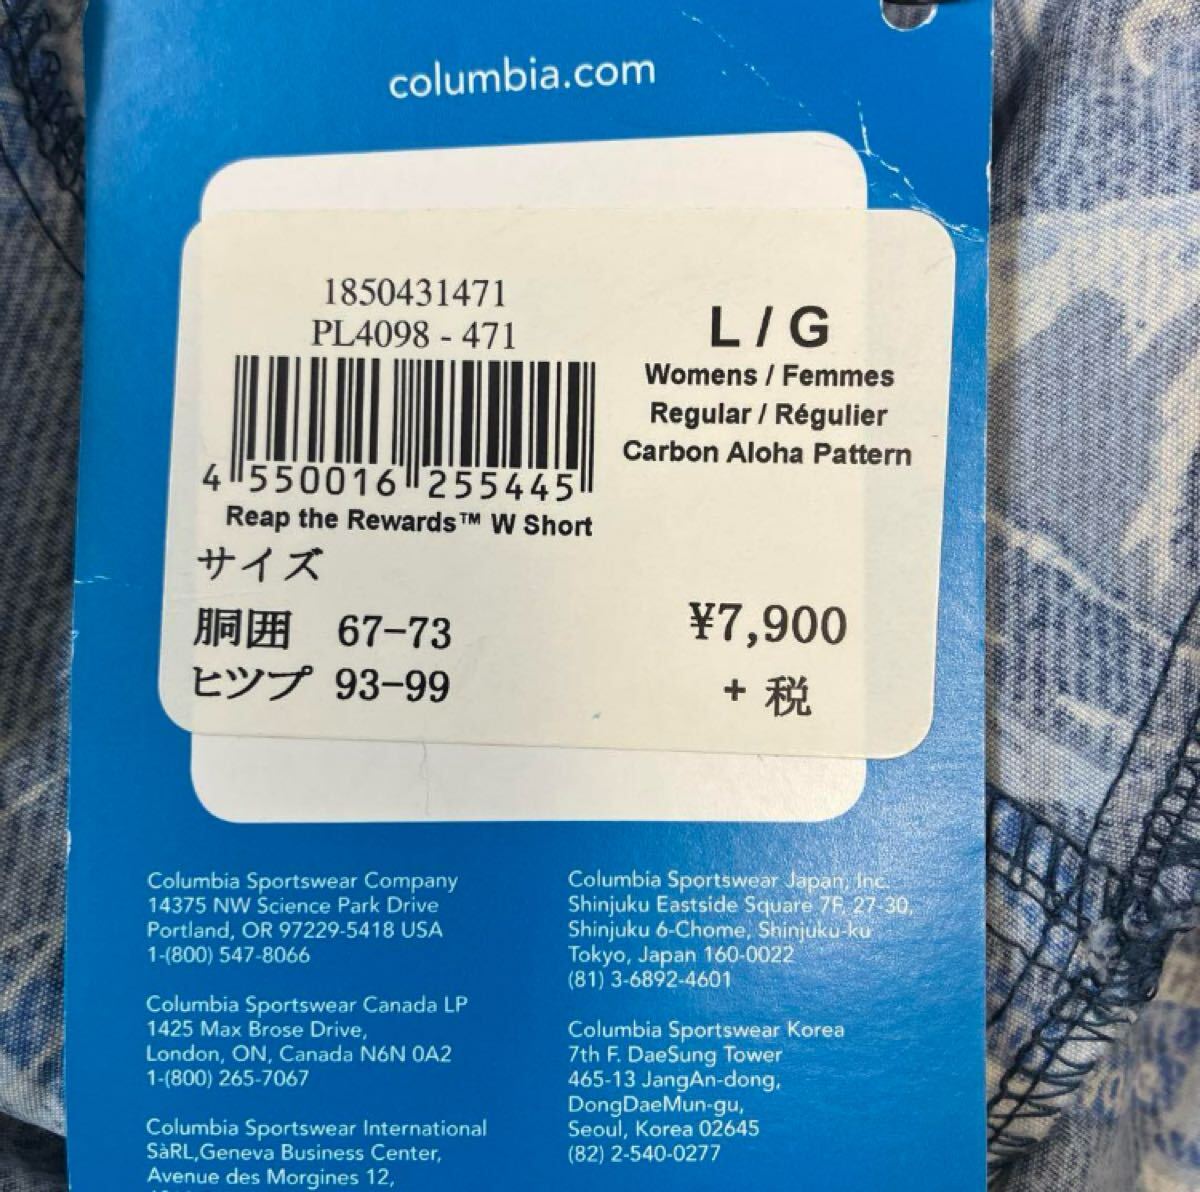 columbia.com
1850431471
PL4098 - 471
4 550016 255445
Reap the Rewards™ W Short
L / G
Womens / Femmes
Regular / Régulier
Carbon Aloha Pattern
サイズ
胴囲 67-73
ヒップ 93-99
¥7,900
+ 税
Columbia Sportswear Company
14375 NW Science Park Drive
Portland, OR 97229-5418 USA
1-(800) 547-8066
Columbia Sportswear Canada LP
1425 Max Brose Drive,
London, ON, Canada N6N 0A2
1-(800) 265-7067
Columbia Sportswear International
SàRL,Geneva Business Center,
Avenue des Morgines 12,
Columbia Sportswear Japan, Inc.
Shinjuku Eastside Square 7F, 27-30,
Shinjuku 6-Chome, Shinjuku-ku
Tokyo, Japan 160-0022
(81) 3-6892-4601
Columbia Sportswear Korea
7th F. DaeSung Tower
465-13 JangAn-dong,
DongDaeMun-gu,
Seoul, Korea 02645
(82) 2-540-0277